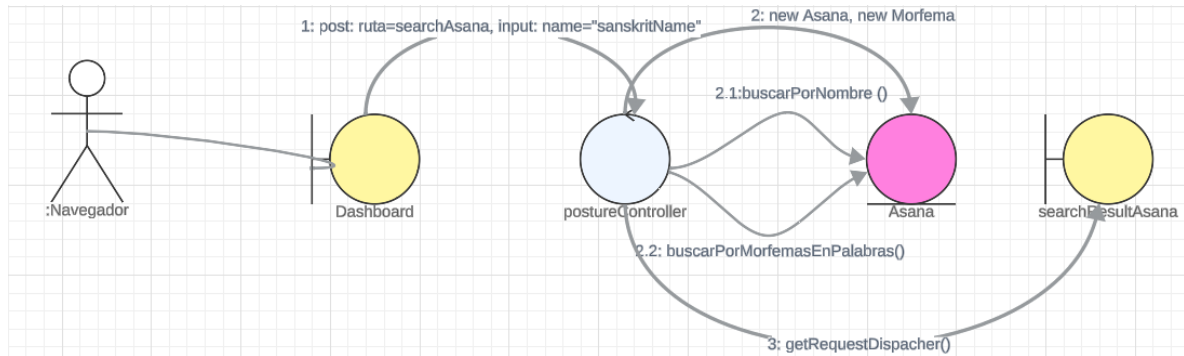 1: post: ruta=searchAsana, input: name="sanskritName"
2: new Asana, new Morfema
2.1:buscarPorNombre ()
:Navegador
Dashboard
postureController
Asana
searchResultAsana
2.2: buscarPorMorfemasEnPalabras()
3: getRequestDispacher()